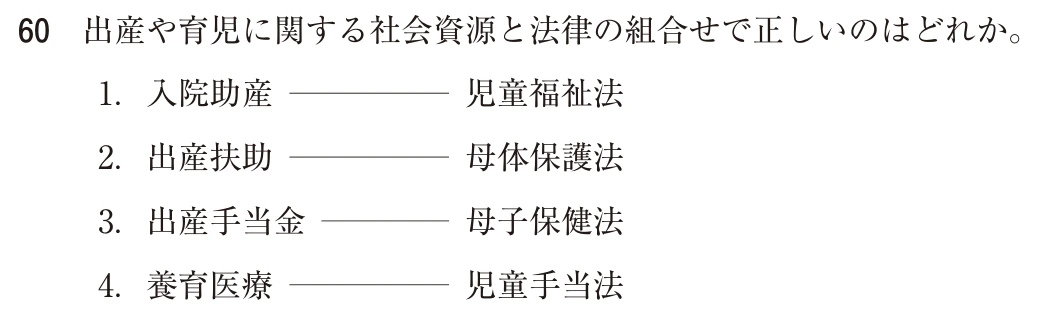 60 出産や育児に関する社会資源と法律の組合せで正しいのはどれか。
1. 入院助産 ――――― 児童福祉法
2. 出産扶助 ――――― 母体保護法
3. 出産手当金 ―――― 母子保健法
4. 養育医療 ――――― 児童手当法